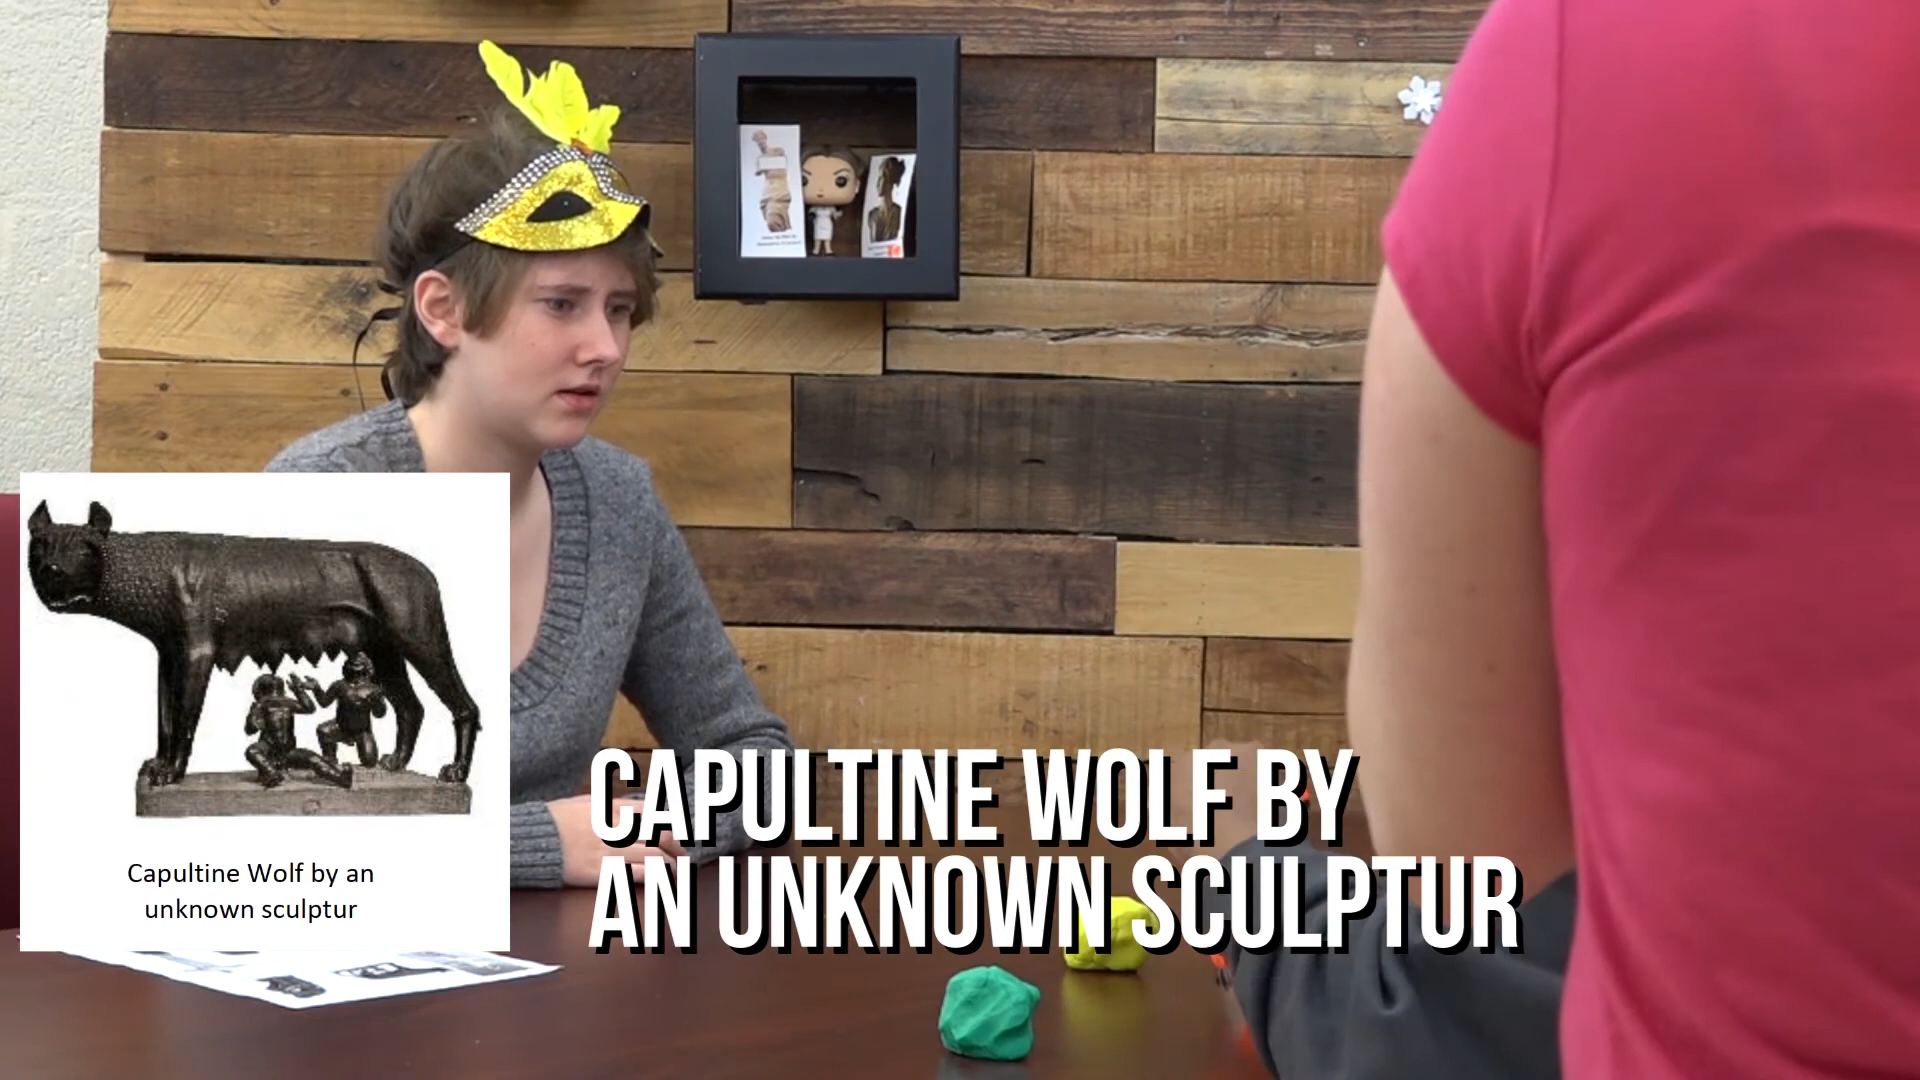 Capultine Wolf by an
unknown sculptur
CAPULTINE WOLF BY
AN UNKNOWN SCULPTUR